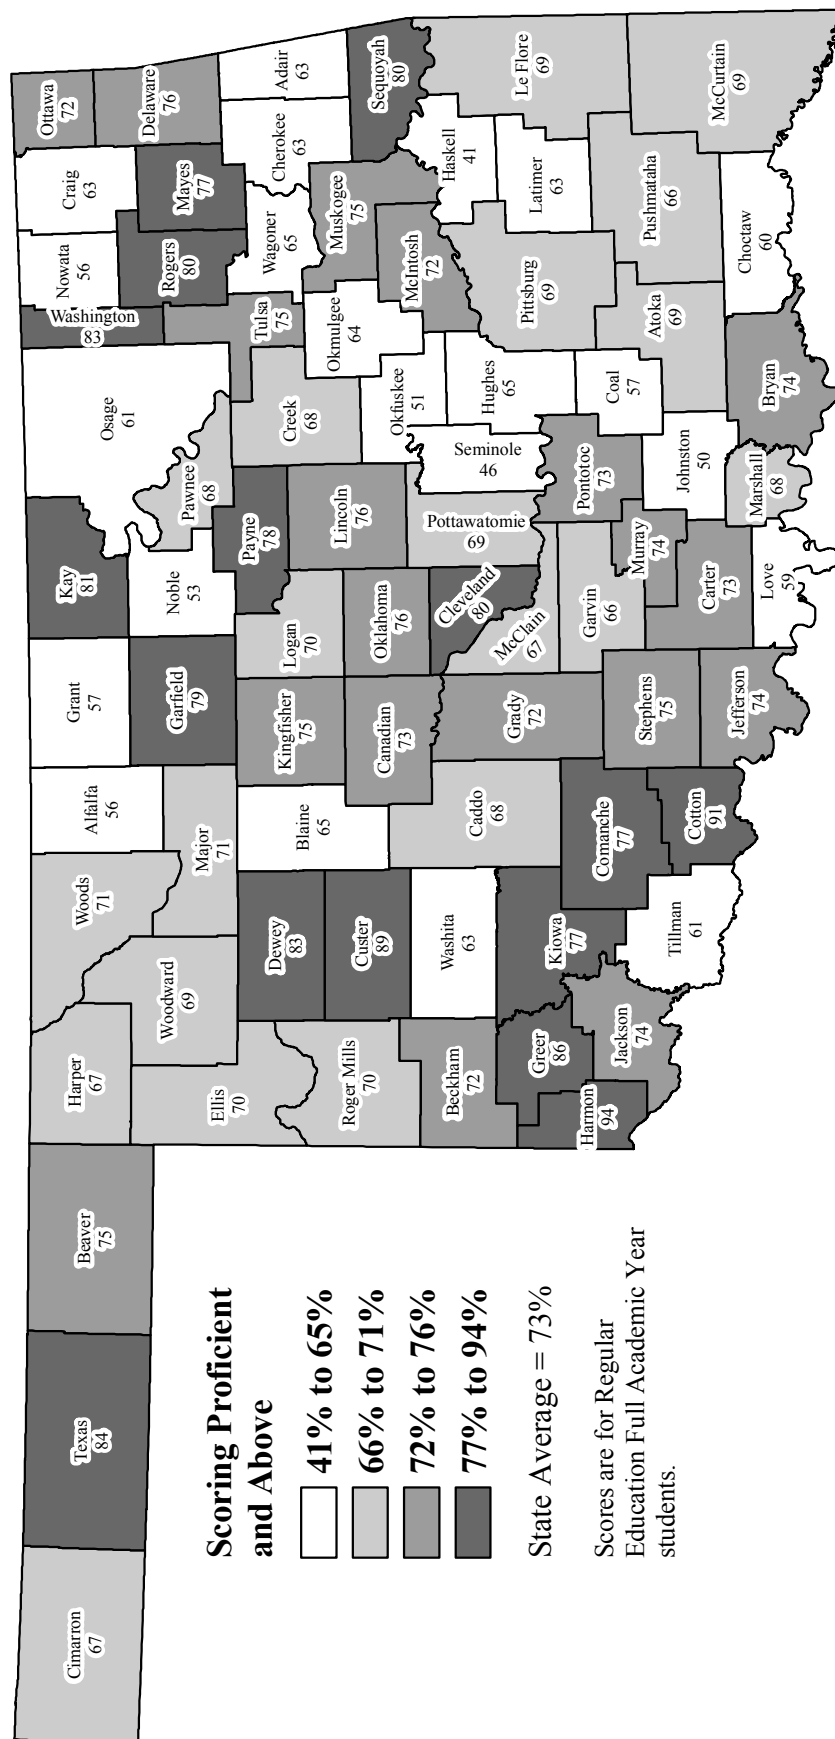 Cimarron
67
Texas
84
Beaver
75
Harper
67
Woods
71
Alfalfa
56
Grant
57
Kay
81
Osage
61
Washington
83
Nowata
56
Craig
63
Ottawa
72
Ellis
70
Woodward
69
Major
71
Garfield
79
Noble
53
Pawnee
68
Rogers
80
Mayes
77
Delaware
76
Roger Mills
70
Dewey
83
Custer
89
Blaine
65
Kingfisher
75
Logan
70
Payne
78
Creek
68
Tulsa
75
Wagoner
65
Cherokee
63
Adair
63
Beckham
72
Washita
63
Caddo
68
Canadian
73
Oklahoma
76
Lincoln
76
Okfuskee
51
Okmulgee
64
Muskogee
75
McIntosh
72
Sequoyah
80
Harmon
94
Greer
86
Jackson
74
Kiowa
77
Comanche
77
Tillman
61
Cotton
91
Grady
72
Cleveland
80
McClain
67
Pottawatomie
69
Seminole
46
Hughes
65
Haskell
41
Pittsburg
69
Latimer
63
Le Flore
69
Stephens
75
Garvin
66
Murray
74
Pontotoc
73
Coal
57
Jefferson
74
Carter
73
Johnston
50
Atoka
69
Pushmataha
66
McCurtain
69
Love
59
Marshall
68
Bryan
74
Choctaw
60
Scoring Proficient
and Above
41% to 65%
66% to 71%
72% to 76%
77% to 94%
State Average = 73%
Scores are for Regular
Education Full Academic Year
students.